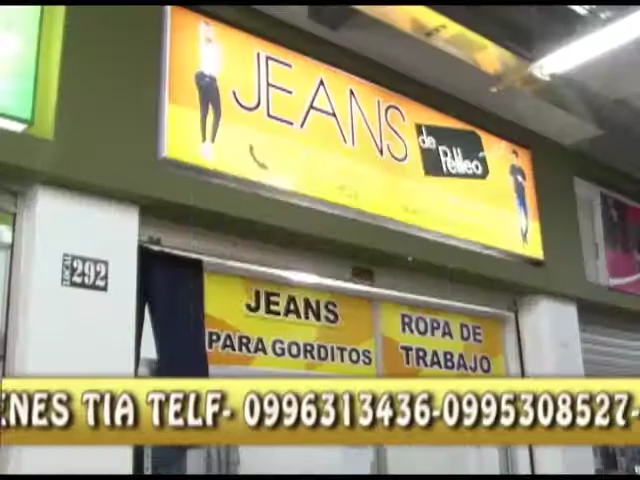 JEANS
de Pelileo
LOCAL 292
JEANS
PARA GORDITOS
ROPA DE
TRABAJO
ENES TIA TELF- 0996313436-0995308527-